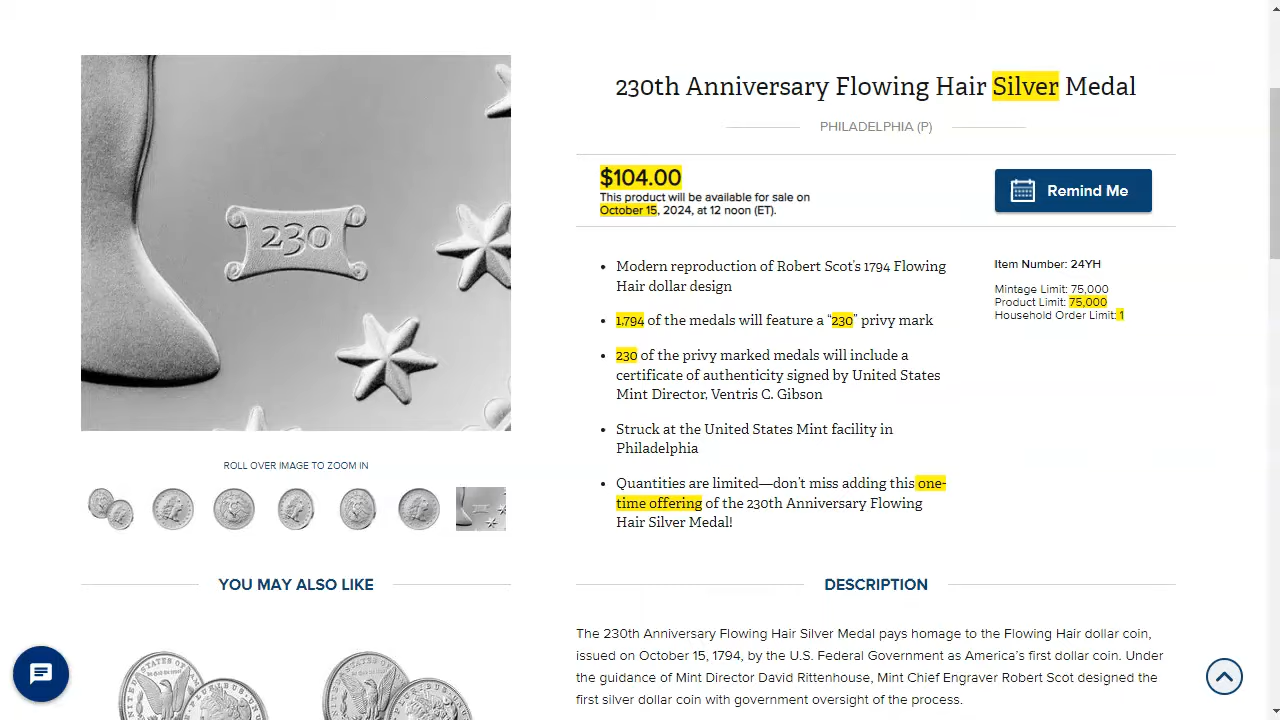 230th Anniversary Flowing Hair Silver Medal
PHILADELPHIA (P)
$104.00
This product will be available for sale on
October 15, 2024, at 12 noon (ET).
Remind Me
230
• Modern reproduction of Robert Scot's 1794 Flowing
Hair dollar design
• 1,794 of the medals will feature a “230” privy mark
• 230 of the privy marked medals will include a
certificate of authenticity signed by United States
Mint Director, Ventris C. Gibson
• Struck at the United States Mint facility in
Philadelphia
• Quantities are limited—don't miss adding this one-
time offering of the 230th Anniversary Flowing
Hair Silver Medal!
Item Number: 24YH
Mintage Limit: 75,000
Product Limit: 75,000
Household Order Limit: 1
ROLL OVER IMAGE TO ZOOM IN
YOU MAY ALSO LIKE
DESCRIPTION
The 230th Anniversary Flowing Hair Silver Medal pays homage to the Flowing Hair dollar coin,
issued on October 15, 1794, by the U.S. Federal Government as America's first dollar coin. Under
the guidance of Mint Director David Rittenhouse, Mint Chief Engraver Robert Scot designed the
first silver dollar coin with government oversight of the process.